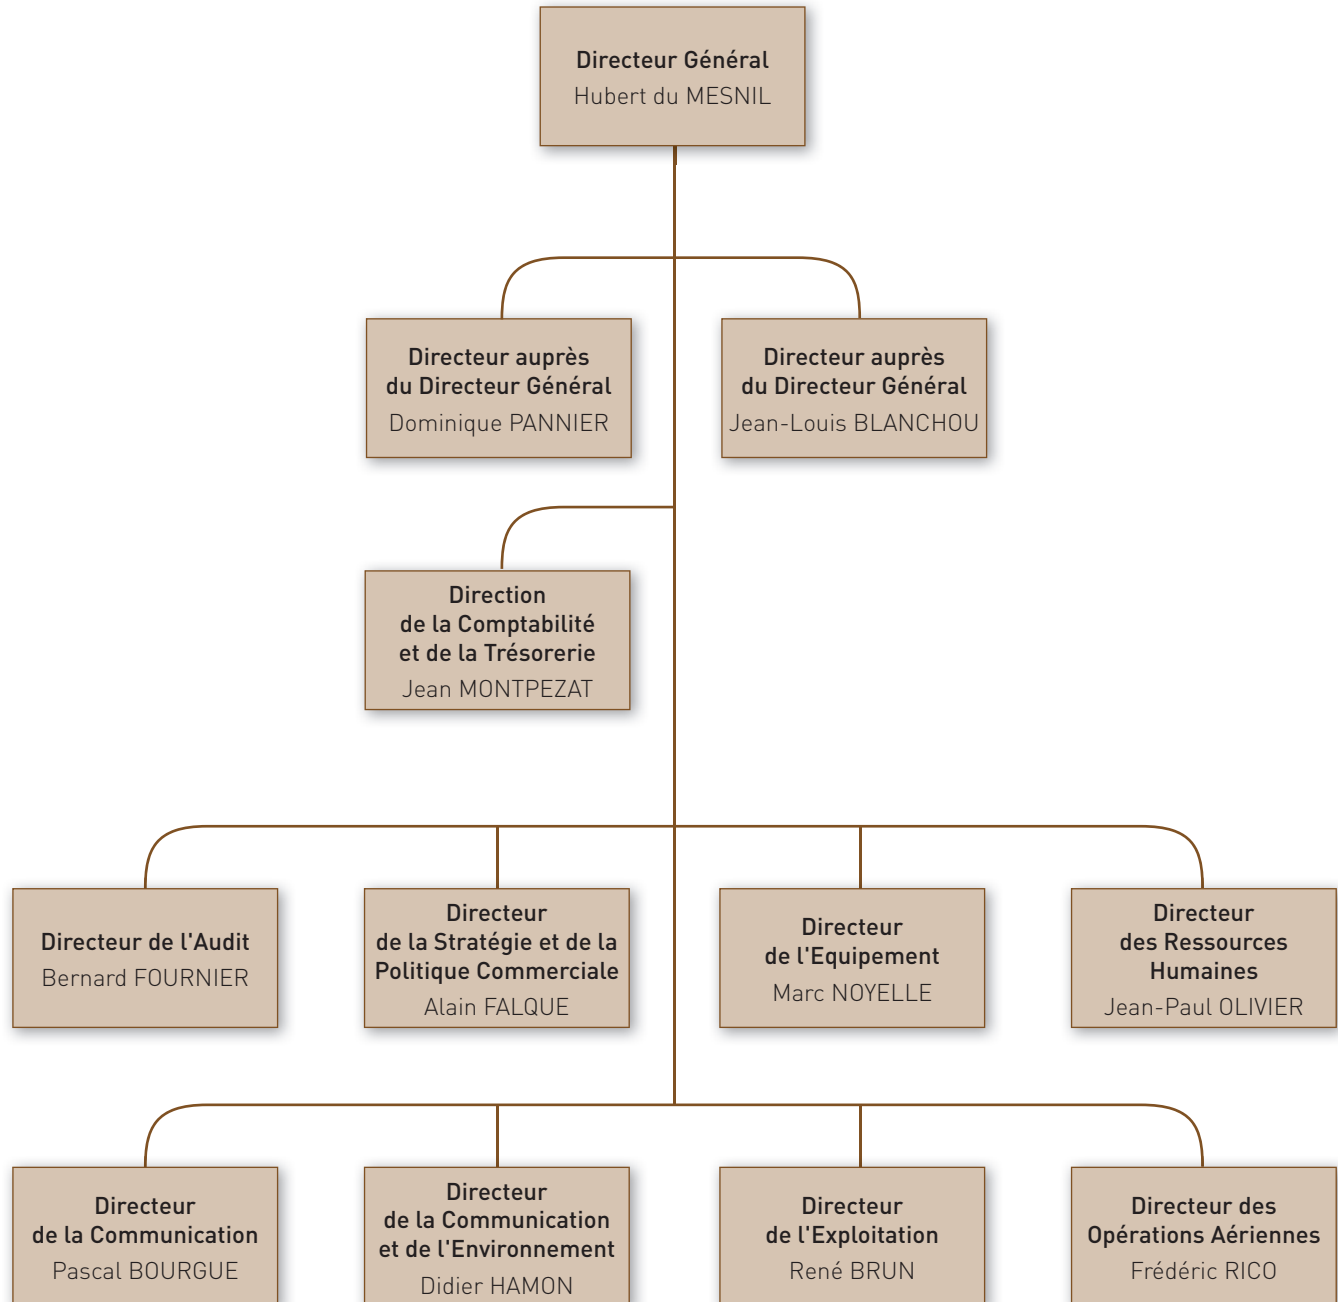 Directeur Général
Hubert du MESNIL
Directeur auprès
du Directeur Général
Dominique PANNIER
Directeur auprès
du Directeur Général
Jean-Louis BLANCHOU
Direction
de la Comptabilité
et de la Trésorerie
Jean MONTPEZAT
Directeur de l'Audit
Bernard FOURNIER
Directeur
de la Stratégie et de la
Politique Commerciale
Alain FALQUE
Directeur
de l'Equipement
Marc NOYELLE
Directeur
des Ressources
Humaines
Jean-Paul OLIVIER
Directeur
de la Communication
Pascal BOURGUE
Directeur
de la Communication
et de l'Environnement
Didier HAMON
Directeur
de l'Exploitation
René BRUN
Directeur des
Opérations Aériennes
Frédéric RICO